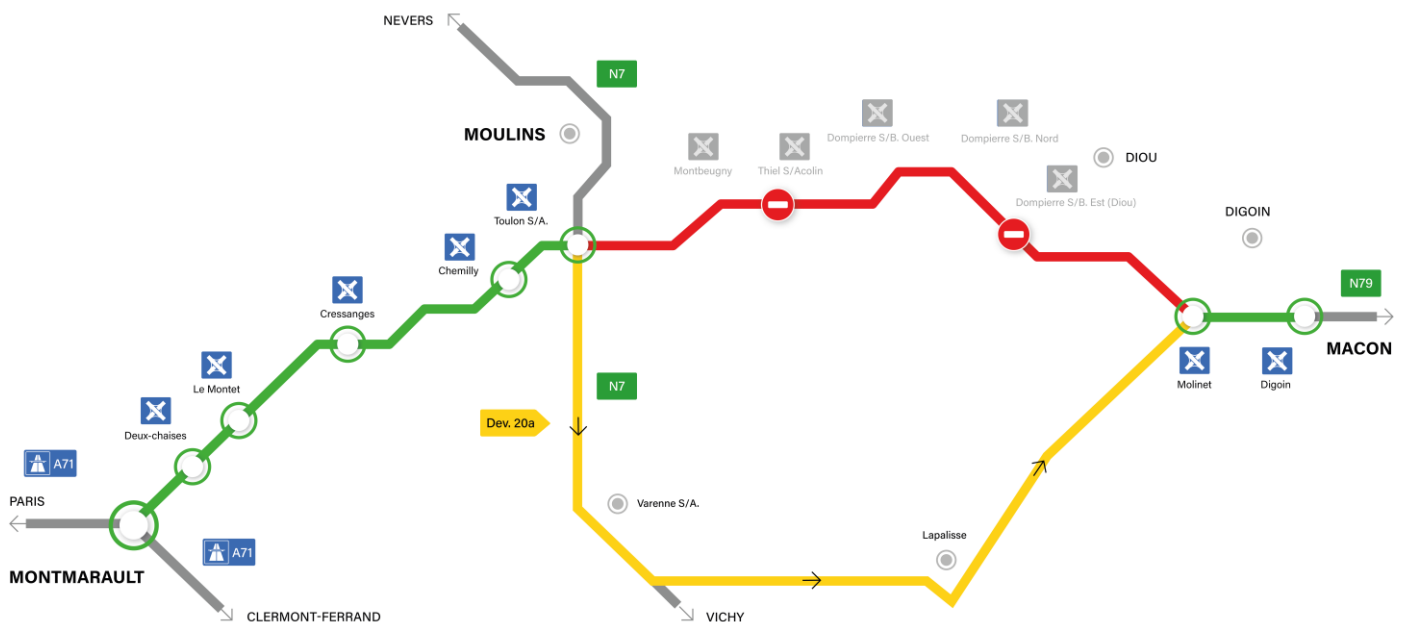 NEVERS
N7
MOULINS
Dompierre S/B. Ouest
Dompierre S/B. Nord
Montbeugny
Thiel S/Acolin
DIOU
Dompierre S/B. Est (Diou)
Toulon S/A.
DIGOIN
Chemilly
N79
Cressanges
MACON
Le Montet
Molinet
Digoin
N7
Deux-chaises
Dev. 20a
A71
PARIS
Varenne S/A.
Lapalisse
A71
MONTMARAULT
CLERMONT-FERRAND
VICHY